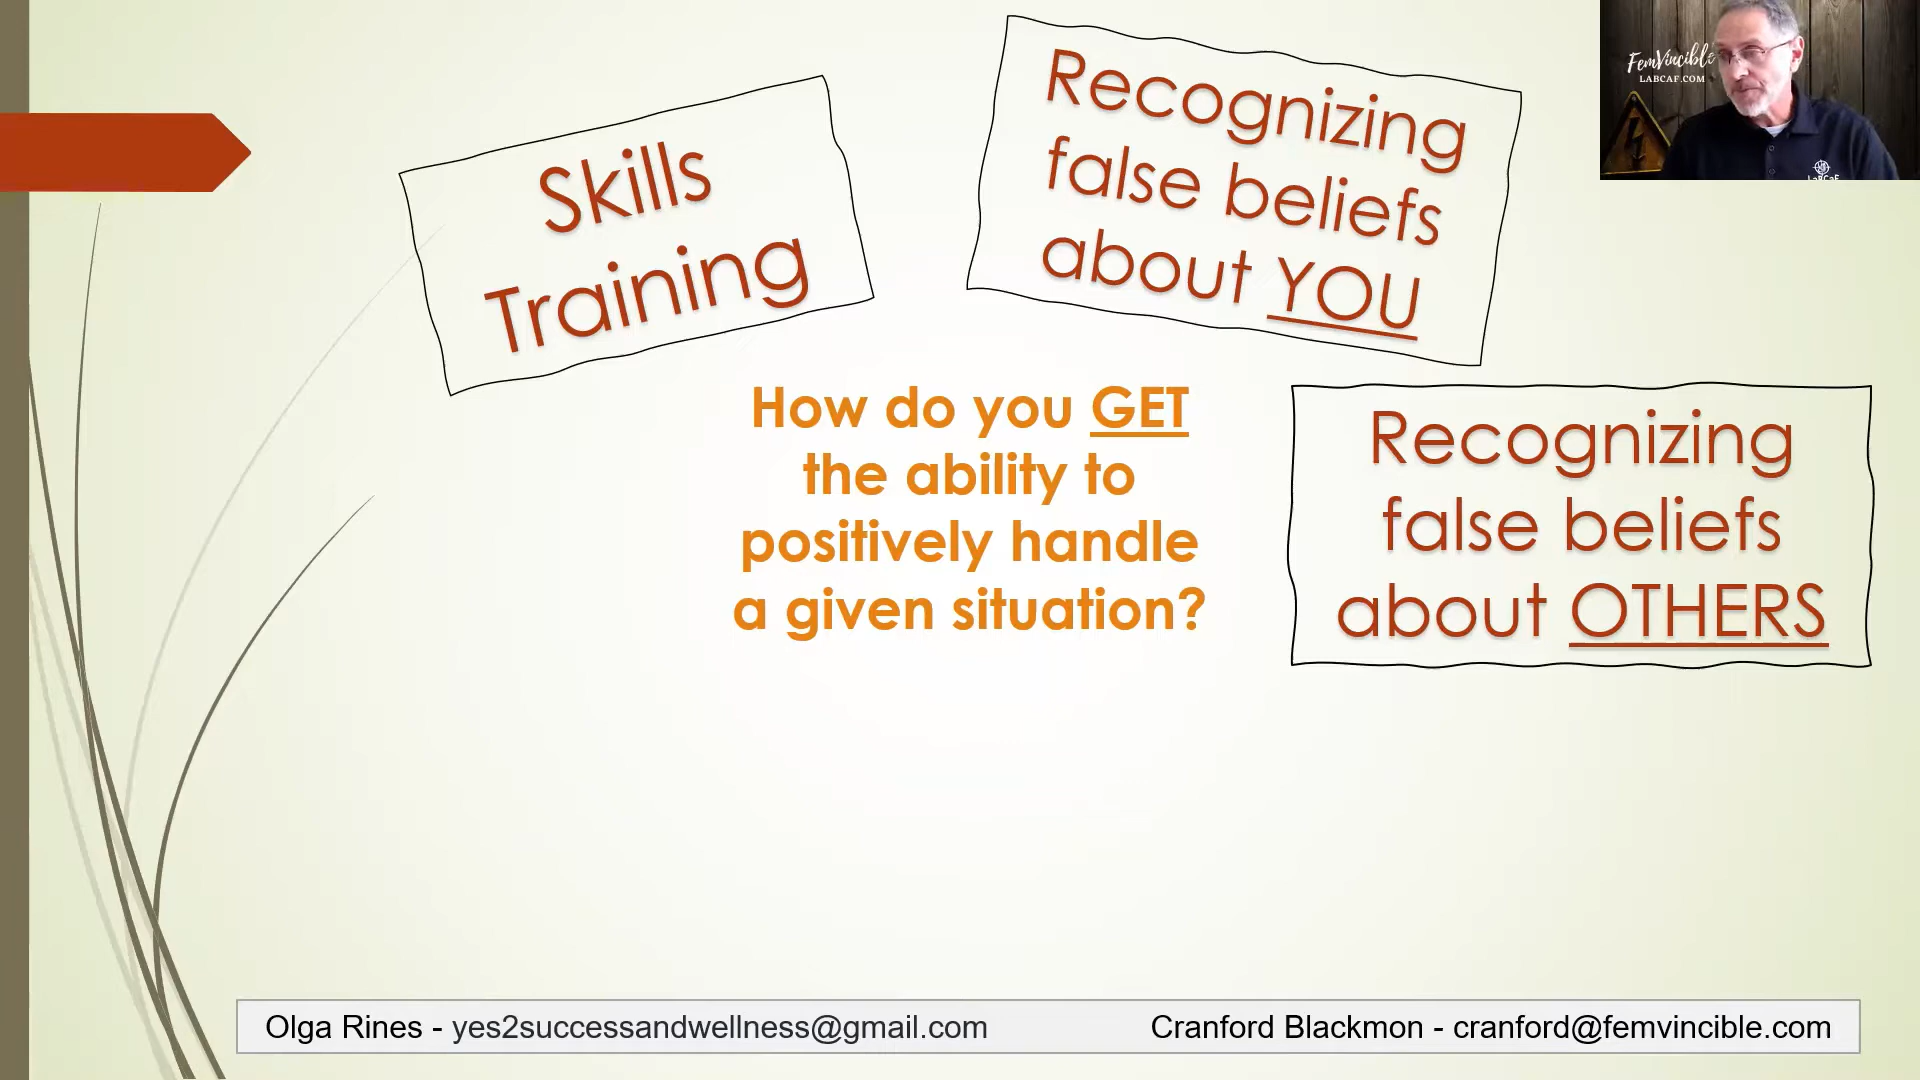 Skills
Training
Recognizing
false beliefs
about YOU
FemVincible
LABCAF.COM
LaBCaF
How do you GET
the ability to
positively handle
a given situation?
Recognizing
false beliefs
about OTHERS
Olga Rines - yes2successandwellness@gmail.com
Cranford Blackmon - cranford@femvincible.com